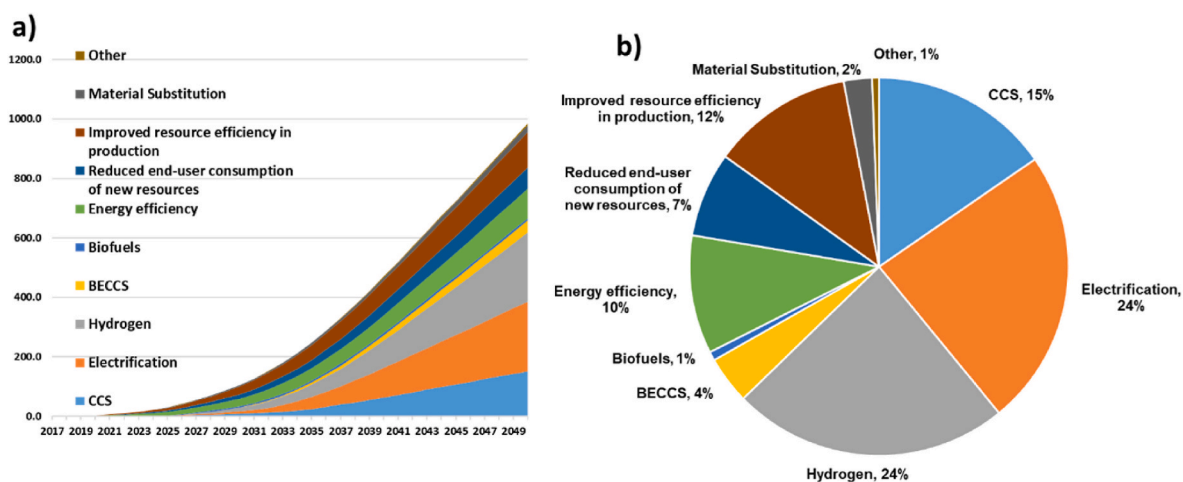 a)
1200.0
1000.0
800.0
600.0
400.0
200.0
0.0
Other
Material Substitution
Improved resource efficiency in
production
Reduced end-user consumption
of new resources
Energy efficiency
Biofuels
BECCS
Hydrogen
Electrification
CCS
2017 2019 2021 2023 2025 2027 2029 2031 2033 2035 2037 2039 2041 2043 2045 2047 2049
b)
Other, 1%
Material Substitution, 2%
CCS, 15%
Improved resource efficiency
in production, 12%
Reduced end-user
consumption of
new resources, 7%
Energy efficiency,
10%
Electrification,
24%
Biofuels, 1%
BECCS, 4%
Hydrogen, 24%